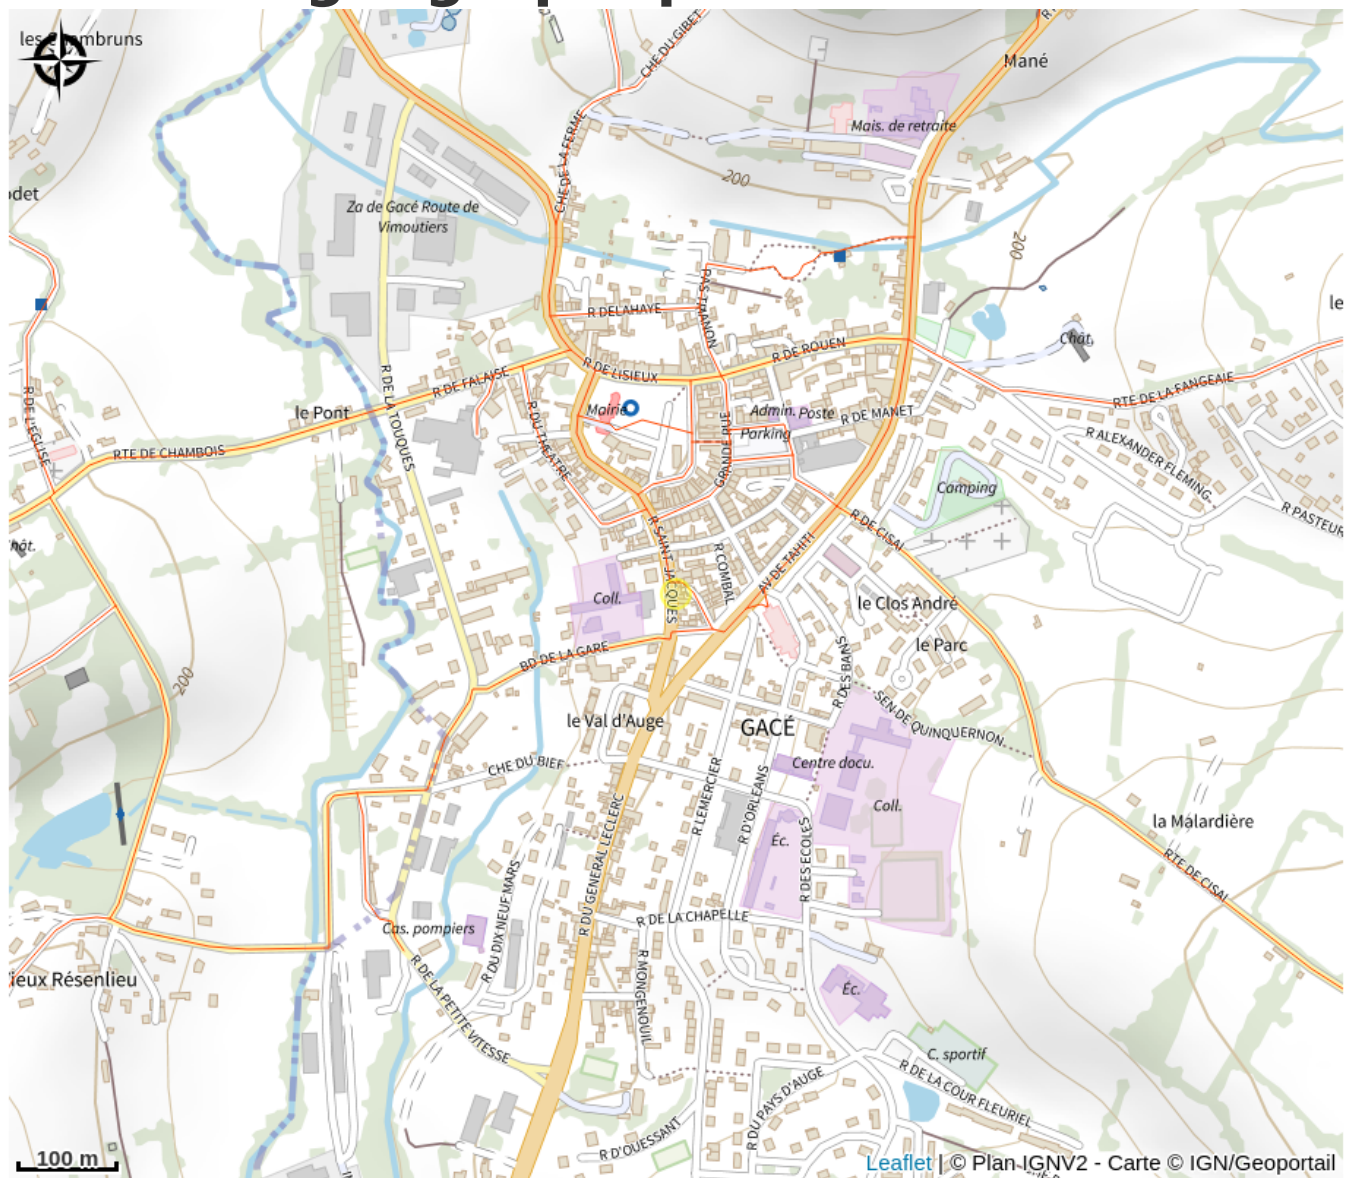 les Chambruns
Mané
CHE DU GIBET
Mais. de retraite
CHE DE LA FERME
200
Za de Gacé Route de
Vimoutiers
200
PAS TIMANON
R DELAHAYE
le
Chât.
R DE ROUEN
R DE LISIEUX
R DE FALAISE
RTE DE LA FANGEAIE
R DE LA TOUQUES
R DE L'EGLISE
le Pont
Mairie
Admin. Poste
R DE MANET
Parking
GRANDE RUE
R DU THEATRE
R ALEXANDER FLEMING
RTE DE CHAMBOIS
Camping
R PASTEUR
R DE CISAI
hât.
R SAINT JACQUES
R COMBAL
AV DE TAHITI
Coll.
le Clos André
le Parc
BD DE LA GARE
R DES BAINS
200
SEN DE QUINQUERNON
le Val d'Auge
GACÉ
CHE DU BIEF
Centre docu.
R LEMERCIER
R D'ORLEANS
Coll.
la Malardière
Éc.
R DES ECOLES
R DU GENERAL LECLERC
RTE DE CISAI
R DU DIX NEUF MARS
R DE LA CHAPELLE
Cas. pompiers
ieux Résenlieu
R MONGENOUIL
Éc.
R DE LA PETITE VITESSE
C. sportif
R DE LA COUR FLEURIEL
R DU PAYS D'AUGE
R D'OUESSANT
100 m
Leaflet | © Plan IGNV2 - Carte © IGN/Geoportail